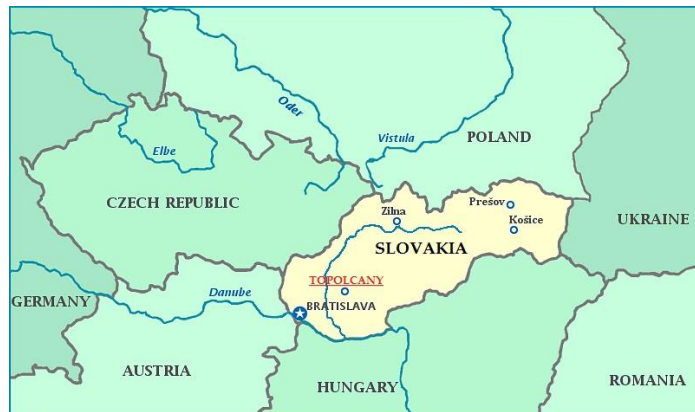 Oder
Vistula
POLAND
Elbe
CZECH REPUBLIC
Prešov
Zilna
Košice
UKRAINE
SLOVAKIA
TOPOLCANY
GERMANY
Danube
BRATISLAVA
AUSTRIA
HUNGARY
ROMANIA